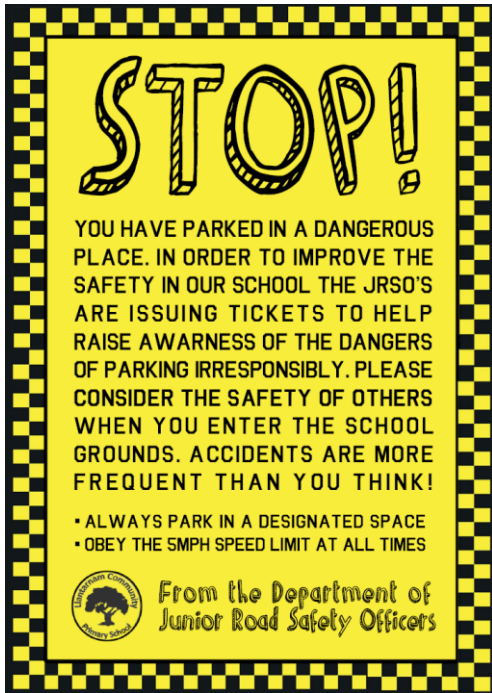 STOP!
YOU HAVE PARKED IN A DANGEROUS
PLACE. IN ORDER TO IMPROVE THE
SAFETY IN OUR SCHOOL THE JRSO'S
ARE ISSUING TICKETS TO HELP
RAISE AWARNESS OF THE DANGERS
OF PARKING IRRESPONSIBLY. PLEASE
CONSIDER THE SAFETY OF OTHERS
WHEN YOU ENTER THE SCHOOL
GROUNDS. ACCIDENTS ARE MORE
FREQUENT THAN YOU THINK!
• ALWAYS PARK IN A DESIGNATED SPACE
• OBEY THE 5MPH SPEED LIMIT AT ALL TIMES
Llantarnam Community
Primary School
From the Department of
Junior Road Safety Officers